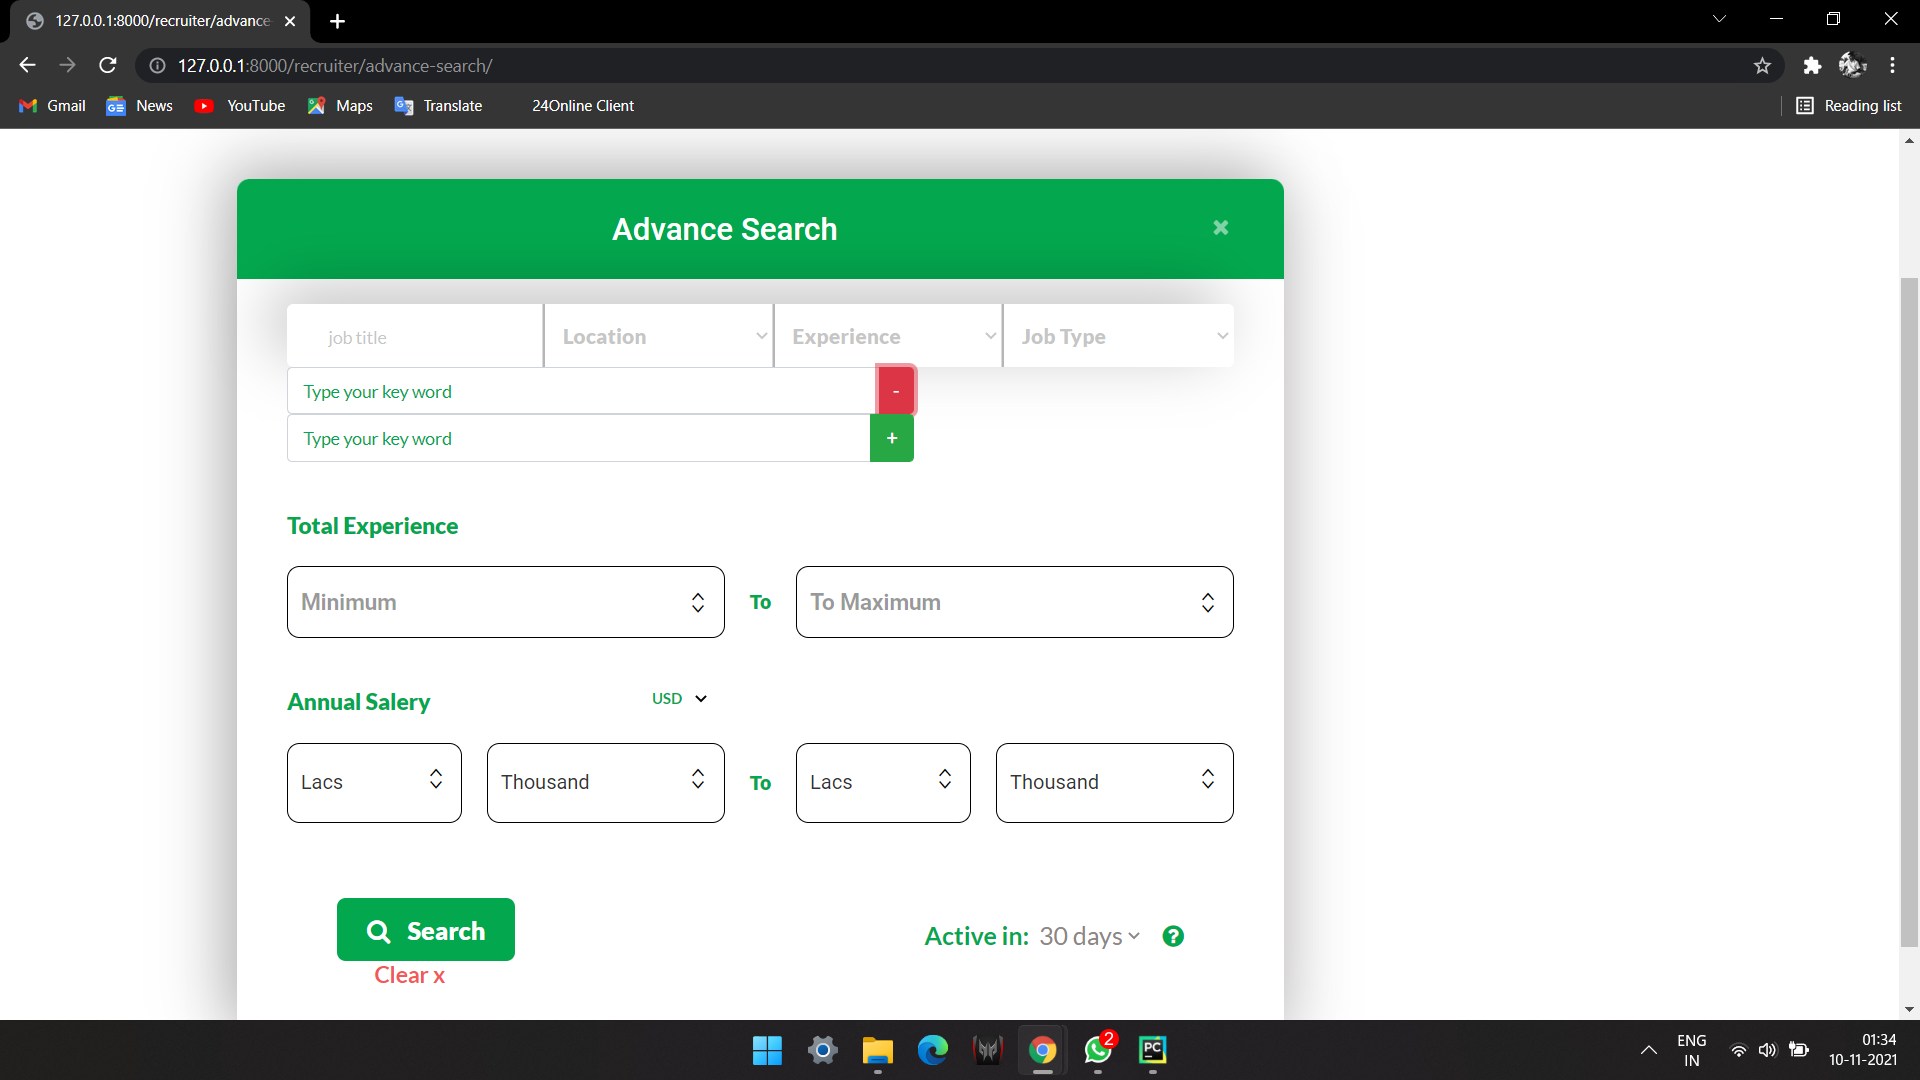 127.0.0.1:8000/recruiter/advance-
127.0.0.1:8000/recruiter/advance-search/
Gmail News YouTube Maps Translate 24Online Client Reading list
Advance Search
job title Location Experience Job Type
Type your key word -
Type your key word +
Total Experience
Minimum To To Maximum
Annual Salery USD
Lacs Thousand To Lacs Thousand
Search
Active in: 30 days ?
Clear x
2
PC
ENG
IN
01:34
10-11-2021